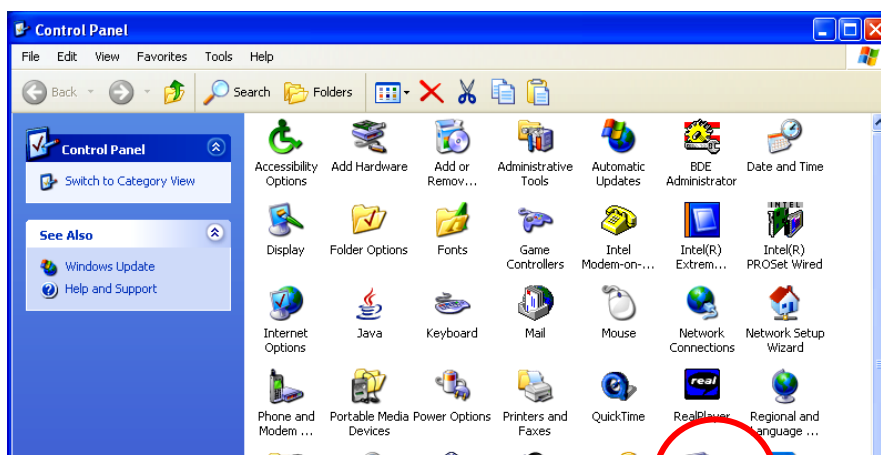 Control Panel
File Edit View Favorites Tools Help
Back Search Folders
Control Panel
Switch to Category View
See Also
Windows Update
Help and Support
Accessibility Options
Add Hardware
Add or Remov...
Administrative Tools
Automatic Updates
BDE Administrator
Date and Time
Display
Folder Options
Fonts
Game Controllers
Intel Modem-on-...
Intel(R) Extrem...
INTEL
Intel(R) PROSet Wired
Internet Options
Java
Keyboard
Mail
Mouse
Network Connections
Network Setup Wizard
Phone and Modem ...
Portable Media Devices
Power Options
Printers and Faxes
QuickTime
real
RealPlayer
Regional and Language ...